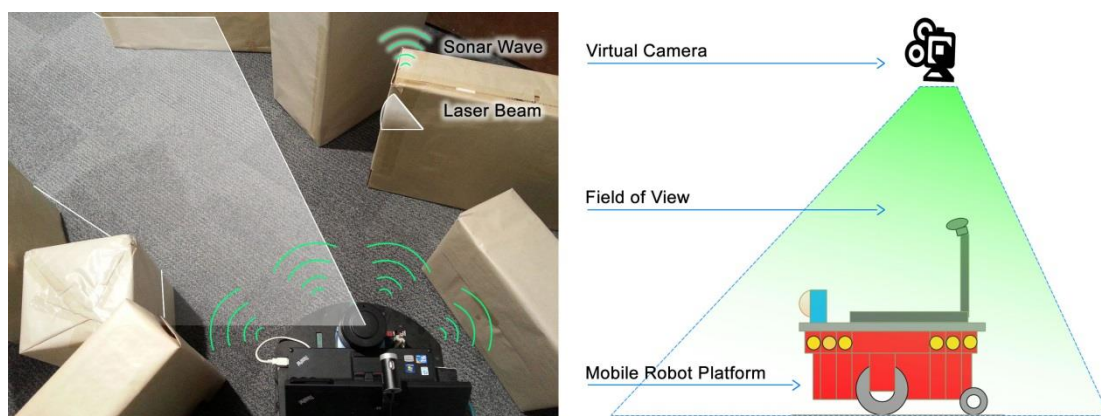 Sonar Wave
Laser Beam
Virtual Camera
Field of View
Mobile Robot Platform